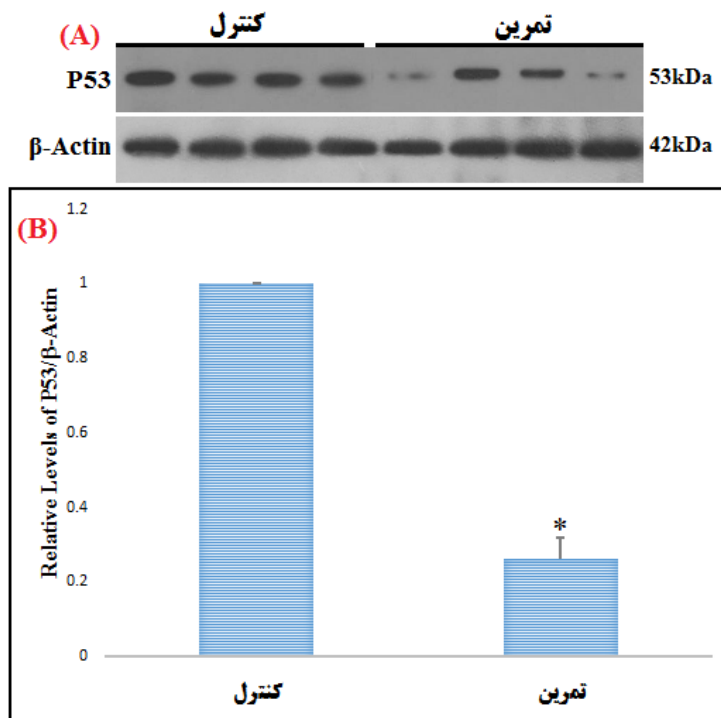 (A) کنترل تمرین
P53 53kDa
β-Actin 42kDa
(B)
1.2
1
0.8
0.6
0.4
0.2
0
Relative Levels of P53/β-Actin
*
کنترل تمرین